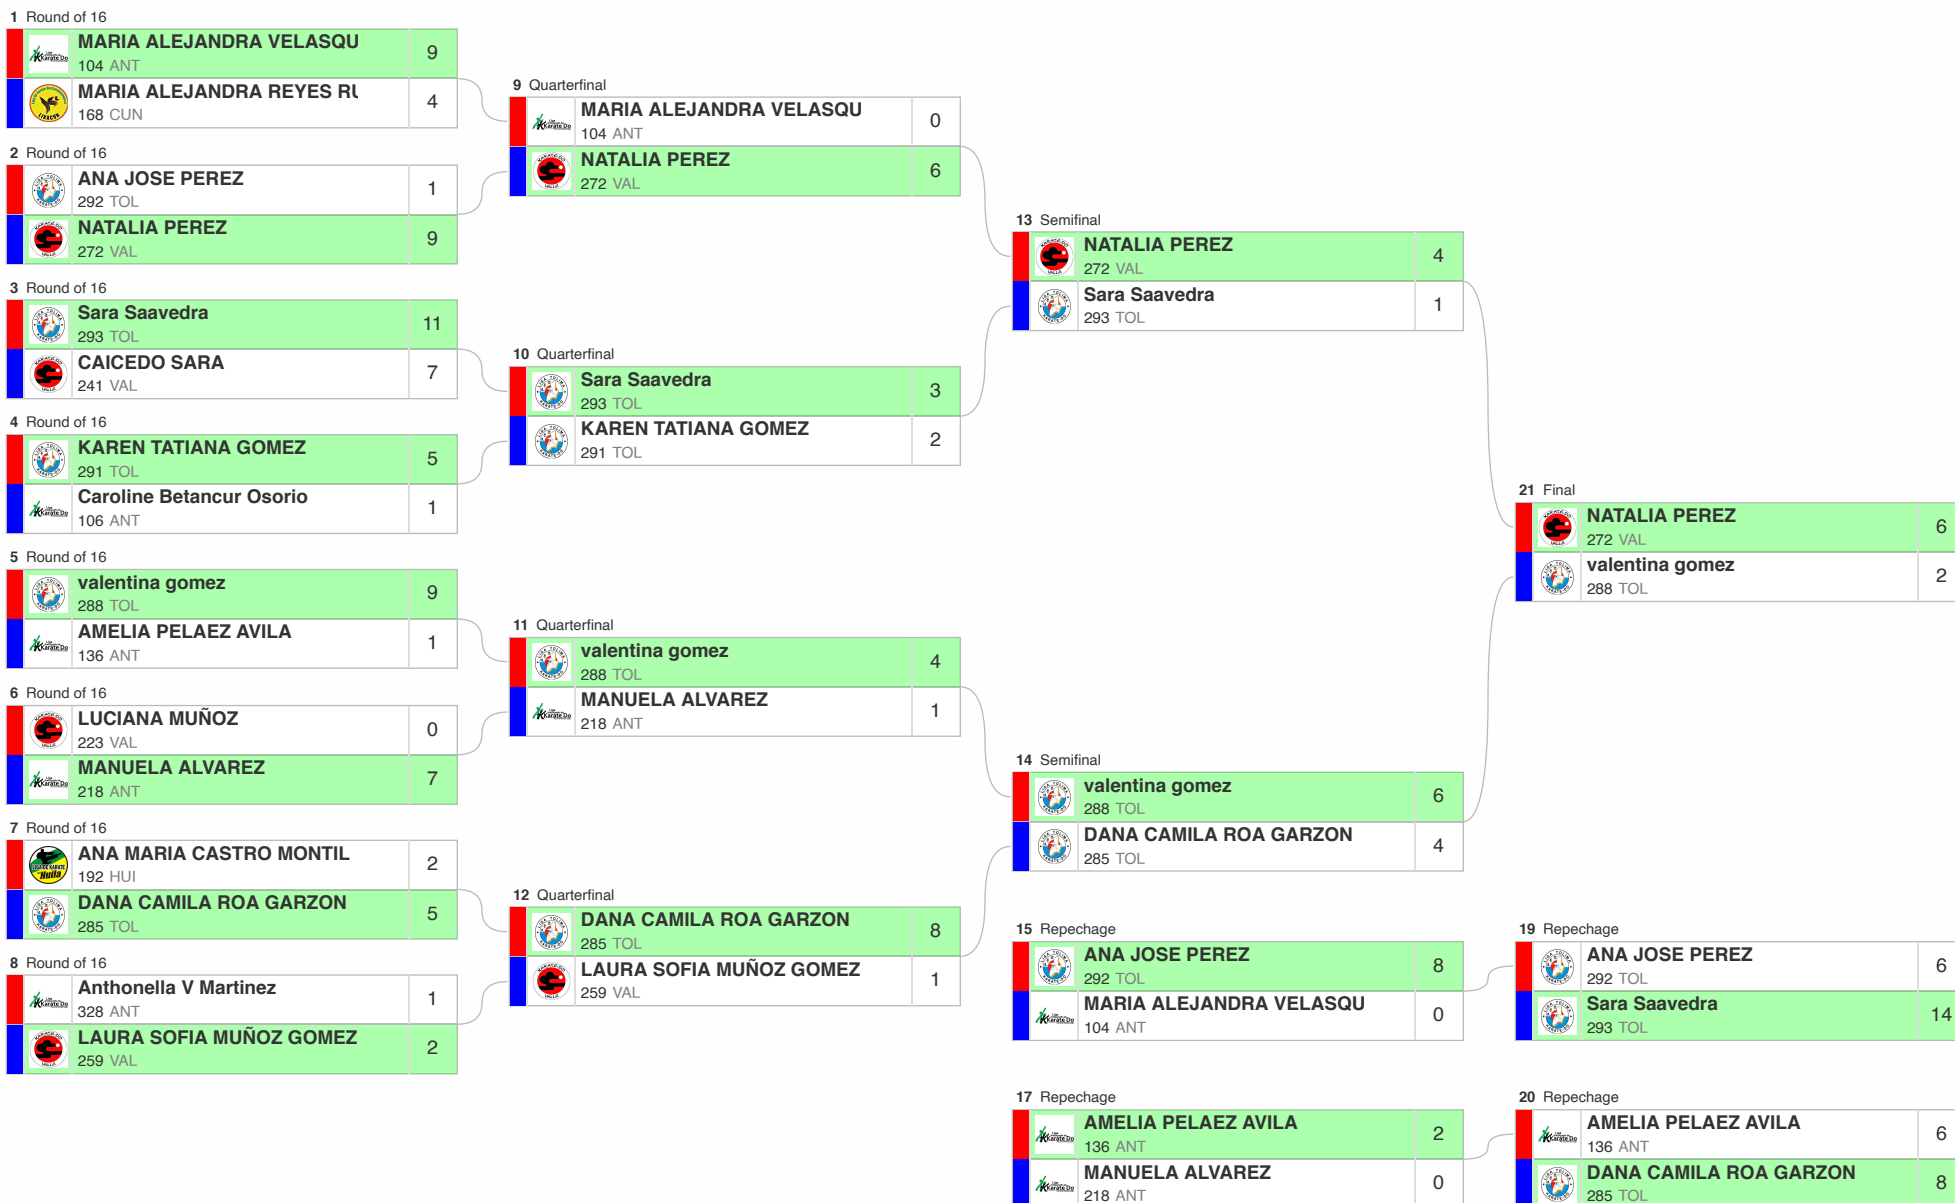 1 Round of 16
MARIA ALEJANDRA VELASQU 9
104 ANT
MARIA ALEJANDRA REYES RU 4
168 CUN
2 Round of 16
ANA JOSE PEREZ 1
292 TOL
NATALIA PEREZ 9
272 VAL
3 Round of 16
Sara Saavedra 11
293 TOL
CAICEDO SARA 7
241 VAL
4 Round of 16
KAREN TATIANA GOMEZ 5
291 TOL
Caroline Betancur Osorio 1
106 ANT
5 Round of 16
valentina gomez 9
288 TOL
AMELIA PELAEZ AVILA 1
136 ANT
6 Round of 16
LUCIANA MUÑOZ 0
223 VAL
MANUELA ALVAREZ 7
218 ANT
7 Round of 16
ANA MARIA CASTRO MONTIL 2
192 HUI
DANA CAMILA ROA GARZON 5
285 TOL
8 Round of 16
Anthonella V Martinez 1
328 ANT
LAURA SOFIA MUÑOZ GOMEZ 2
259 VAL
9 Quarterfinal
MARIA ALEJANDRA VELASQU 0
104 ANT
NATALIA PEREZ 6
272 VAL
10 Quarterfinal
Sara Saavedra 3
293 TOL
KAREN TATIANA GOMEZ 2
291 TOL
11 Quarterfinal
valentina gomez 4
288 TOL
MANUELA ALVAREZ 1
218 ANT
12 Quarterfinal
DANA CAMILA ROA GARZON 8
285 TOL
LAURA SOFIA MUÑOZ GOMEZ 1
259 VAL
13 Semifinal
NATALIA PEREZ 4
272 VAL
Sara Saavedra 1
293 TOL
14 Semifinal
valentina gomez 6
288 TOL
DANA CAMILA ROA GARZON 4
285 TOL
15 Repechage
ANA JOSE PEREZ 8
292 TOL
MARIA ALEJANDRA VELASQU 0
104 ANT
17 Repechage
AMELIA PELAEZ AVILA 2
136 ANT
MANUELA ALVAREZ 0
218 ANT
21 Final
NATALIA PEREZ 6
272 VAL
valentina gomez 2
288 TOL
19 Repechage
ANA JOSE PEREZ 6
292 TOL
Sara Saavedra 14
293 TOL
20 Repechage
AMELIA PELAEZ AVILA 6
136 ANT
DANA CAMILA ROA GARZON 8
285 TOL